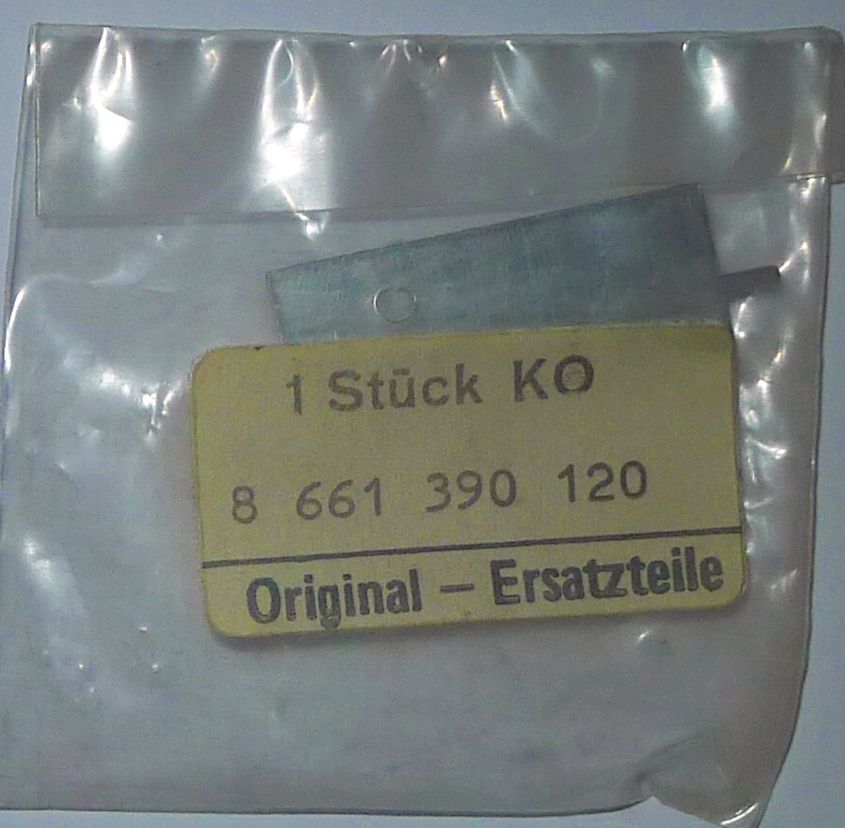 1 Stück KO
8 661 390 120
Original – Ersatzteile